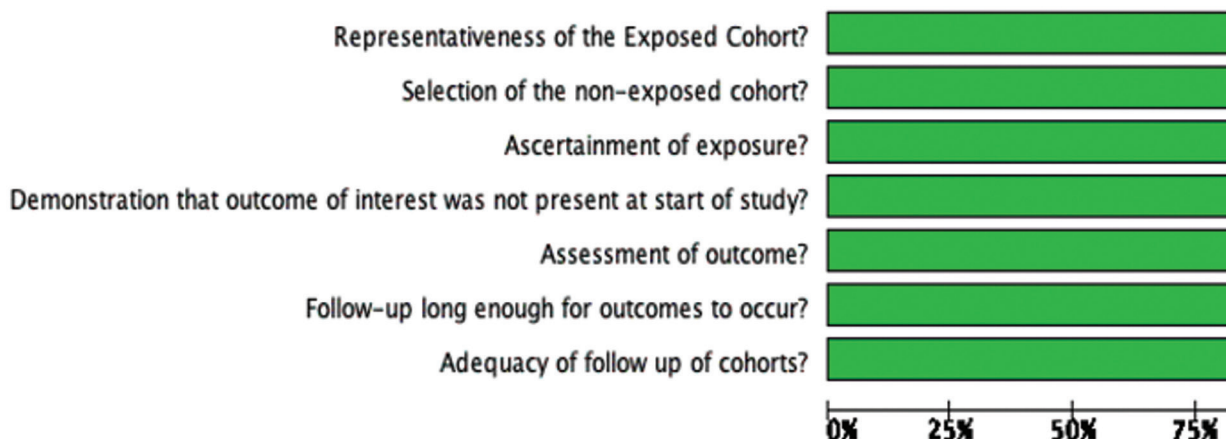 Representativeness of the Exposed Cohort?
Selection of the non-exposed cohort?
Ascertainment of exposure?
Demonstration that outcome of interest was not present at start of study?
Assessment of outcome?
Follow-up long enough for outcomes to occur?
Adequacy of follow up of cohorts?
0% 25% 50% 75%